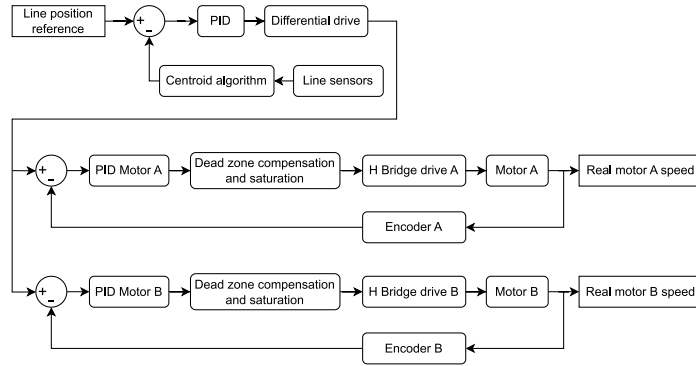 Line position
reference
+
−
PID
Differential drive
Centroid algorithm
Line sensors
+
−
PID Motor A
Dead zone compensation
and saturation
H Bridge drive A
Motor A
Real motor A speed
Encoder A
+
−
PID Motor B
Dead zone compensation
and saturation
H Bridge drive B
Motor B
Real motor B speed
Encoder B